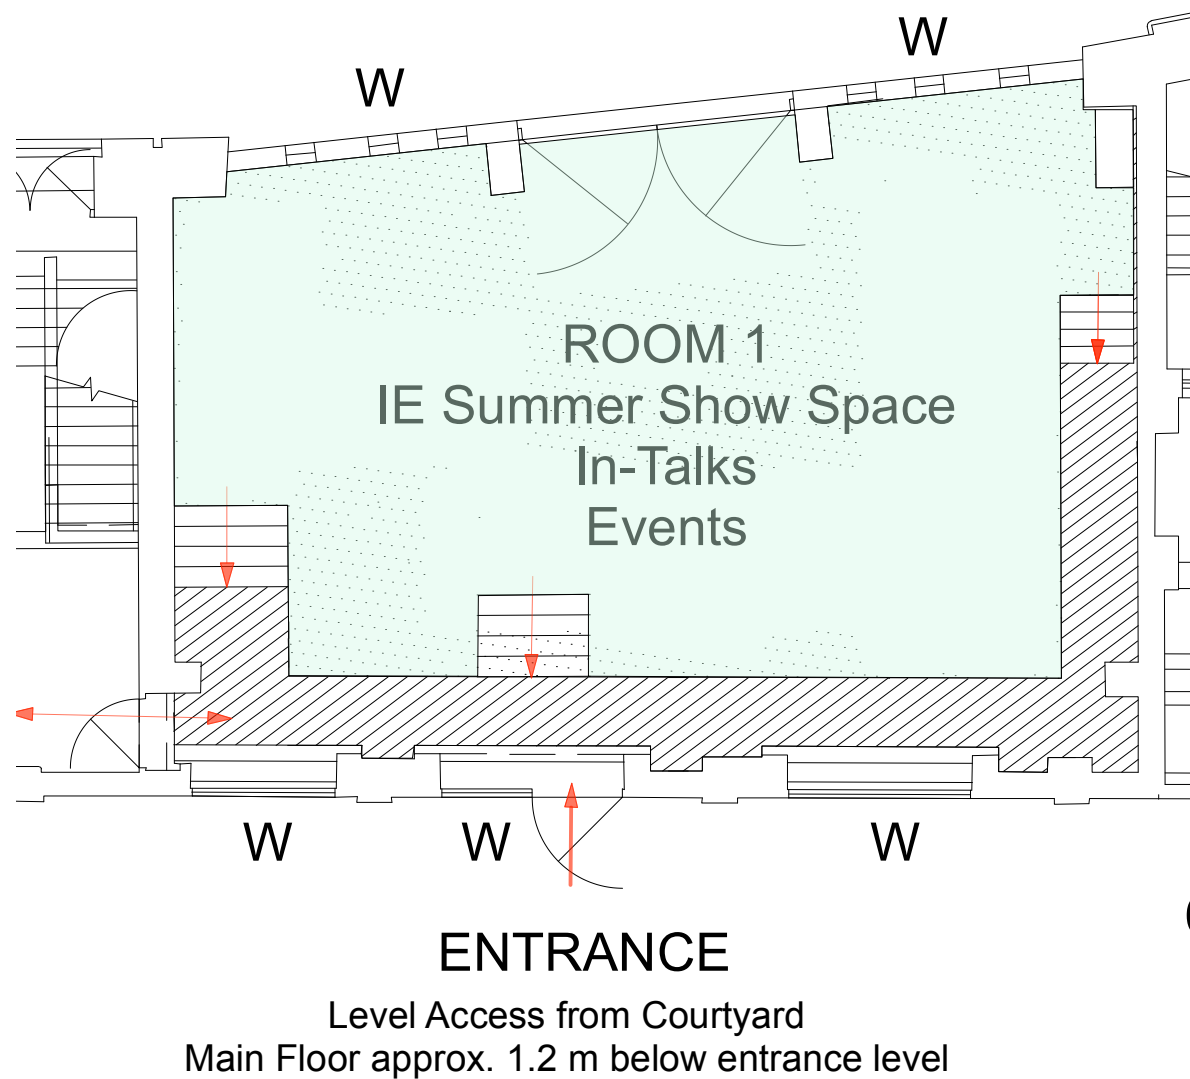 W
W
ROOM 1
IE Summer Show Space
In-Talks
Events
W
W
W
ENTRANCE
Level Access from Courtyard
Main Floor approx. 1.2 m below entrance level